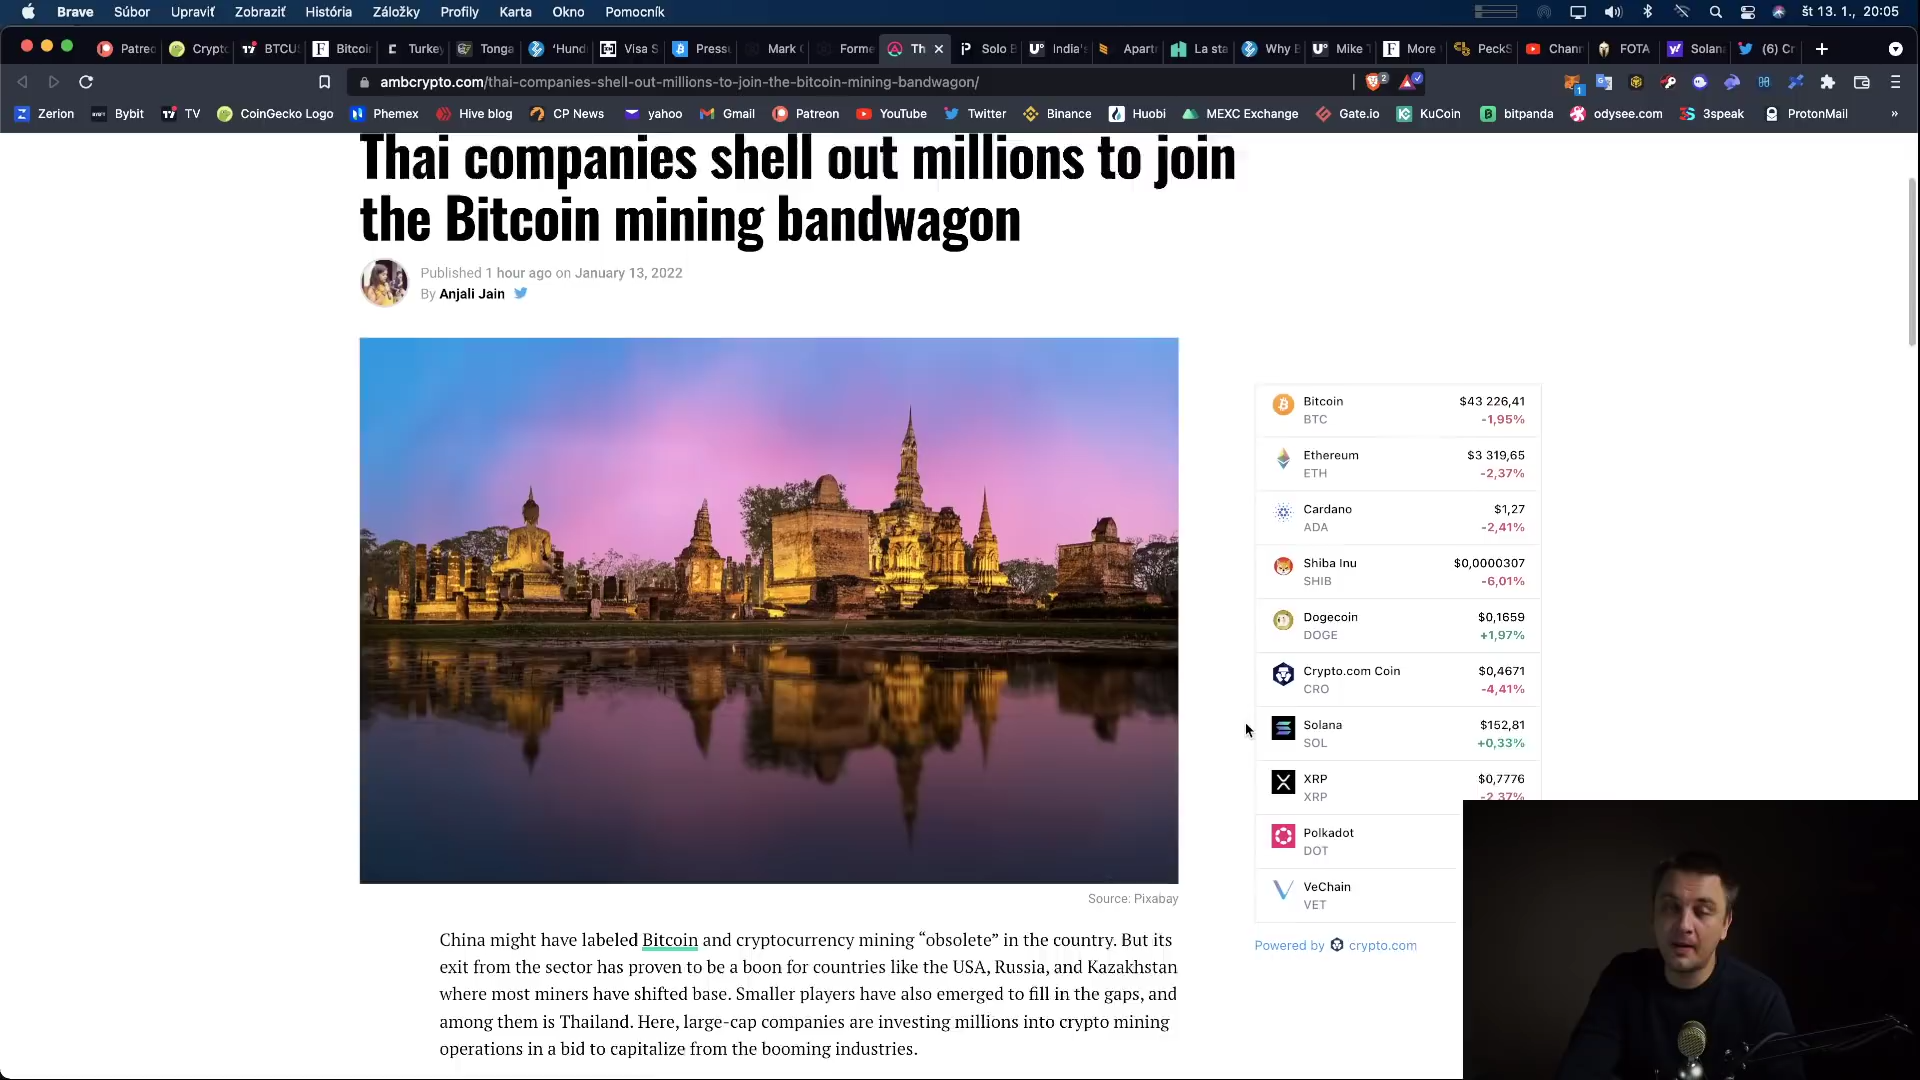 Brave Súbor Upraviť Zobraziť História Záložky Profily Karta Okno Pomocník št 13. 1., 20:05
Patreo Crypto BTCUS Bitcoin Turkey Tonga 'Hund Visa S Presse Mark Forme Th Solo B India's Apart La sta Why B Mike T More PeckS Chann FOTA Solan (6) Cr
ambcrypto.com/thai-companies-shell-out-millions-to-join-the-bitcoin-mining-bandwagon/ 2 1
Zerion Bybit TV CoinGecko Logo Phemex Hive blog CP News yahoo Gmail Patreon YouTube Twitter Binance Huobi MEXC Exchange Gate.io KuCoin bitpanda odysee.com 3speak ProtonMail »
Thai companies shell out millions to join
the Bitcoin mining bandwagon
Published 1 hour ago on January 13, 2022
By Anjali Jain
Bitcoin $43 226,41
BTC -1,95%
Ethereum $3 319,65
ETH -2,37%
Cardano $1,27
ADA -2,41%
Shiba Inu $0,0000307
SHIB -6,01%
Dogecoin $0,1659
DOGE +1,97%
Crypto.com Coin $0,4671
CRO -4,41%
Solana $152,81
SOL +0,33%
XRP $0,7776
XRP -2,37%
Polkadot
DOT
VeChain
VET
Powered by crypto.com
Source: Pixabay
China might have labeled Bitcoin and cryptocurrency mining “obsolete” in the country. But its
exit from the sector has proven to be a boon for countries like the USA, Russia, and Kazakhstan
where most miners have shifted base. Smaller players have also emerged to fill in the gaps, and
among them is Thailand. Here, large-cap companies are investing millions into crypto mining
operations in a bid to capitalize from the booming industries.